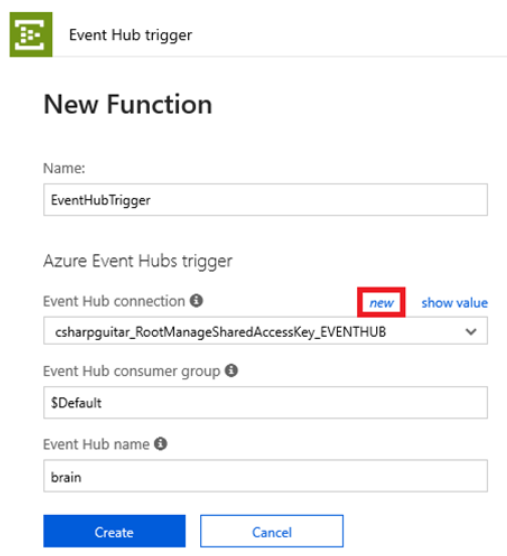 Event Hub trigger
New Function
Name:
EventHubTrigger
Azure Event Hubs trigger
Event Hub connection new show value
csharpguitar_RootManageSharedAccessKey_EVENTHUB
Event Hub consumer group
$Default
Event Hub name
brain
Create Cancel